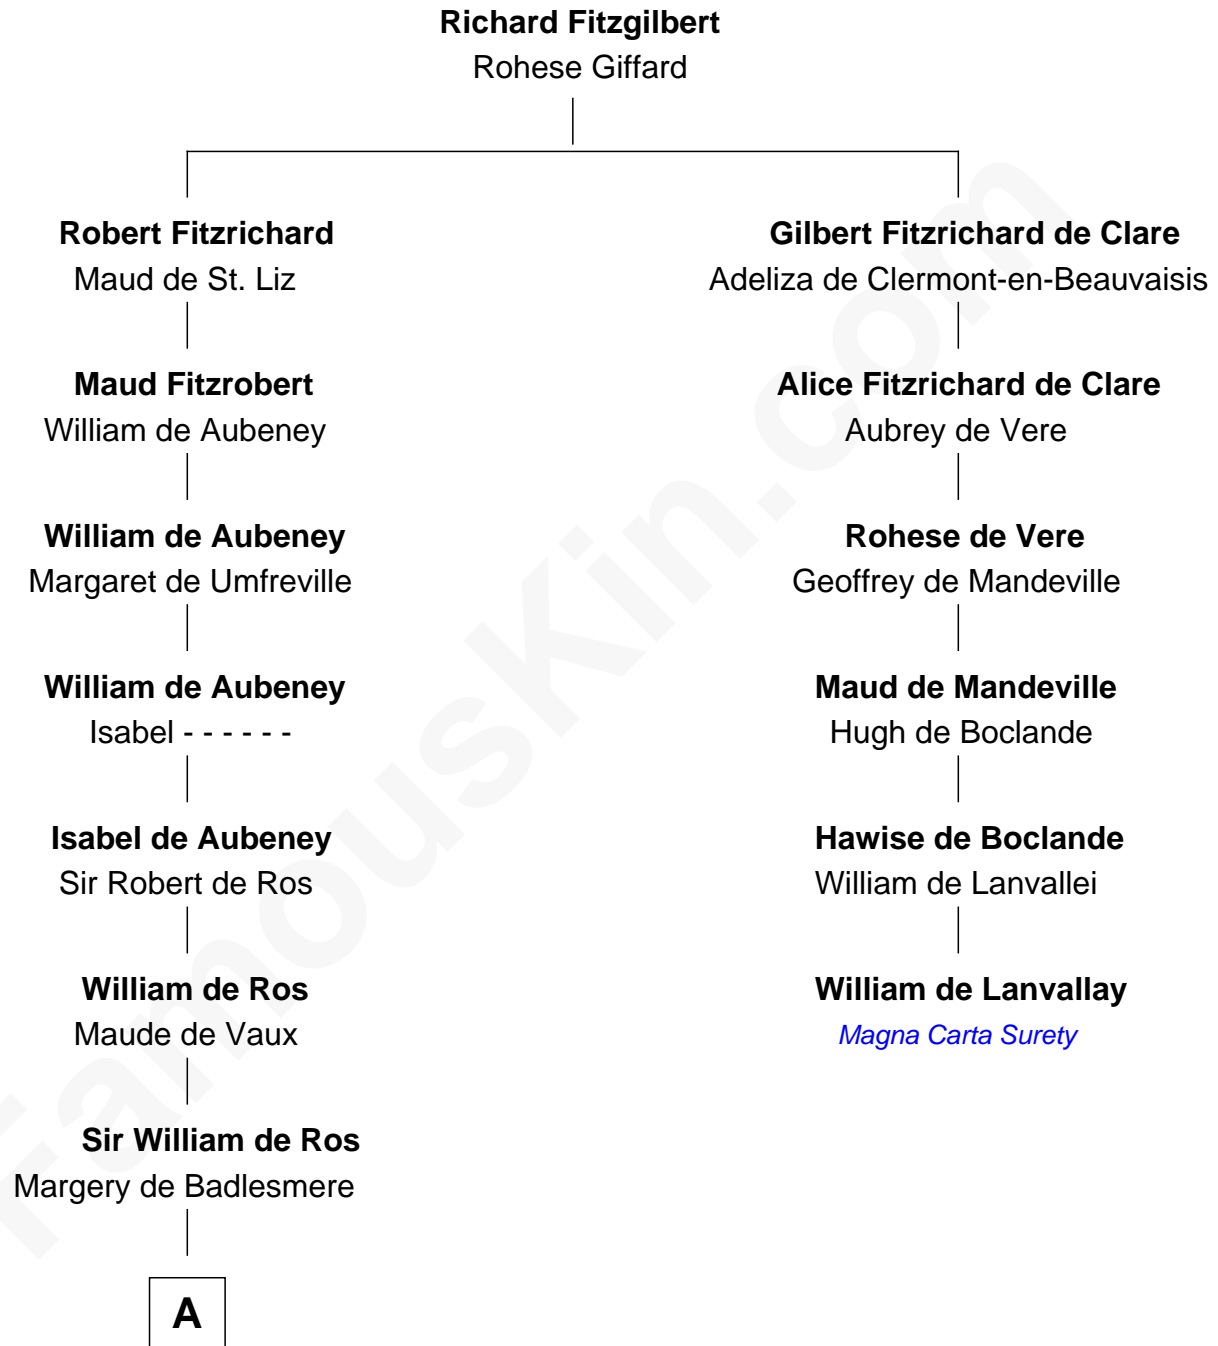 Richard Fitzgilbert
Rohese Giffard
Robert Fitzrichard
Maud de St. Liz
Gilbert Fitzrichard de Clare
Adeliza de Clermont-en-Beauvaisis
Maud Fitzrobert
William de Aubeney
Alice Fitzrichard de Clare
Aubrey de Vere
William de Aubeney
Margaret de Umfreville
Rohese de Vere
Geoffrey de Mandeville
William de Aubeney
Isabel - - - - - -
Maud de Mandeville
Hugh de Boclande
Isabel de Aubeney
Sir Robert de Ros
Hawise de Boclande
William de Lanvallei
William de Ros
Maude de Vaux
William de Lanvallay
Magna Carta Surety
Sir William de Ros
Margery de Badlesmere
A
FamousKin.com